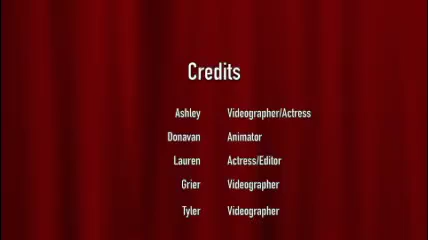 Credits
Ashley Videographer/Actress
Donavan Animator
Lauren Actress/Editor
Grier Videographer
Tyler Videographer